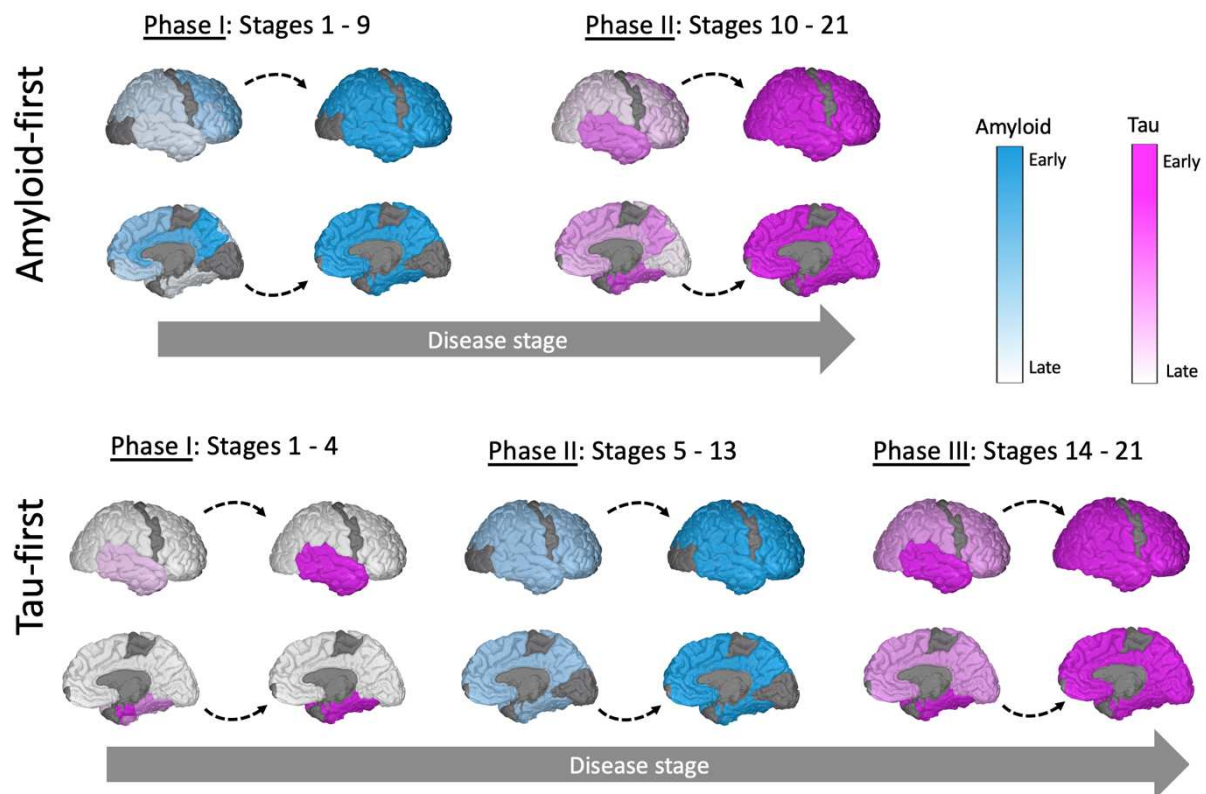 Phase I: Stages 1 - 9
Phase II: Stages 10 - 21
Amyloid-first
Amyloid
Tau
Early
Early
Late
Late
Disease stage
Phase I: Stages 1 - 4
Phase II: Stages 5 - 13
Phase III: Stages 14 - 21
Tau-first
Disease stage